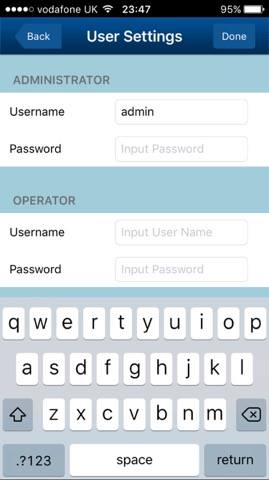 vodafone UK 23:47 95%
Back User Settings Done
ADMINISTRATOR
Username admin
Password Input Password
OPERATOR
Username Input User Name
Password Input Password
q w e r t y u i o p
a s d f g h j k l
z x c v b n m
.?123 space return